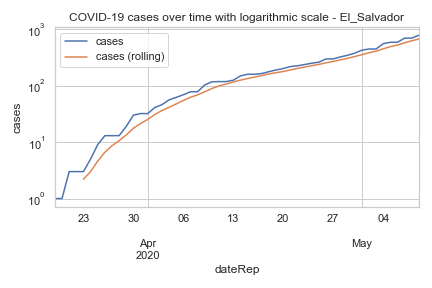 COVID-19 cases over time with logarithmic scale - El_Salvador
cases
cases (rolling)
10³
10²
10¹
10⁰
cases
23
30
06
13
20
27
04
Apr
2020
May
dateRep